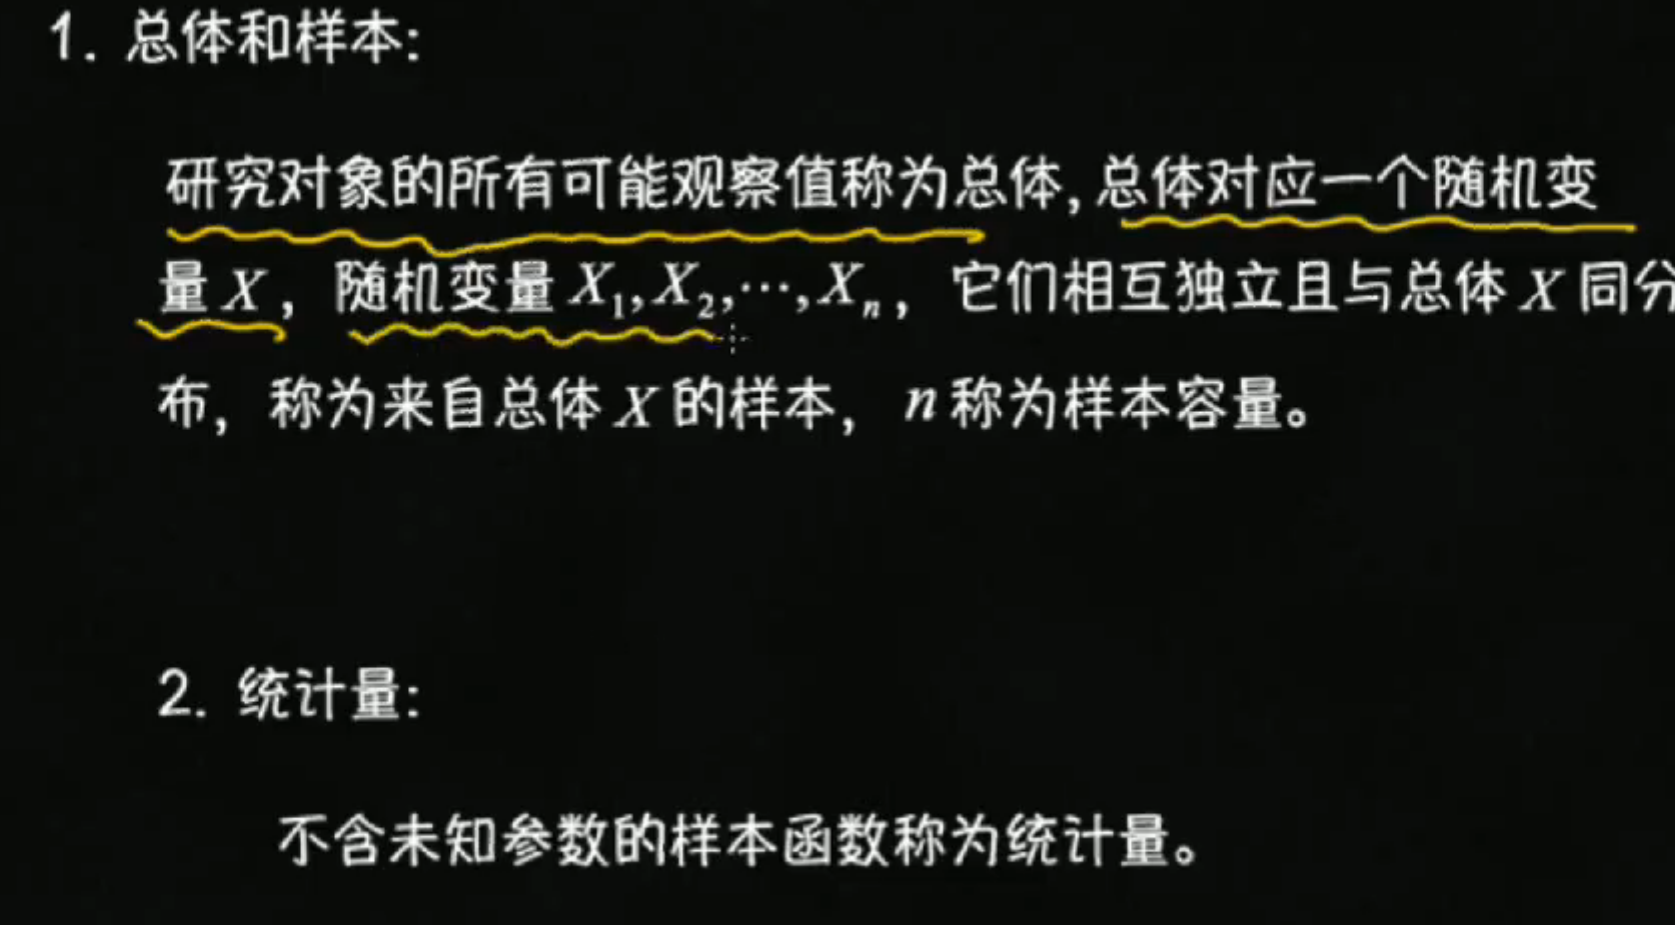 1. 总体和样本:
研究对象的所有可能观察值称为总体,总体对应一个随机变
量 X，随机变量 X₁,X₂,⋯,Xₙ，它们相互独立且与总体 X 同分
布，称为来自总体 X 的样本，n 称为样本容量。
2. 统计量:
不含未知参数的样本函数称为统计量。